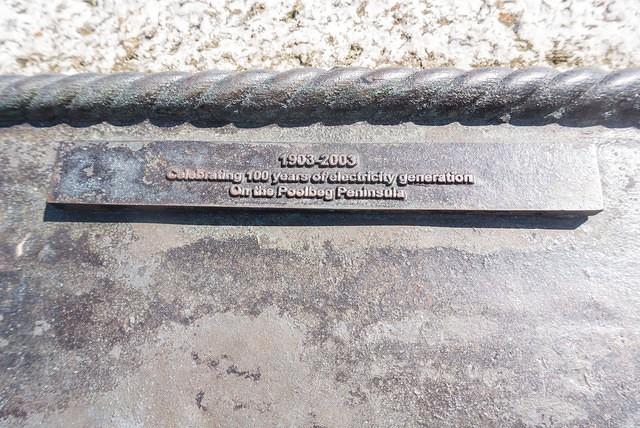 1903-2003
Celebrating 100 years of electricity generation
On the Poolbeg Peninsula